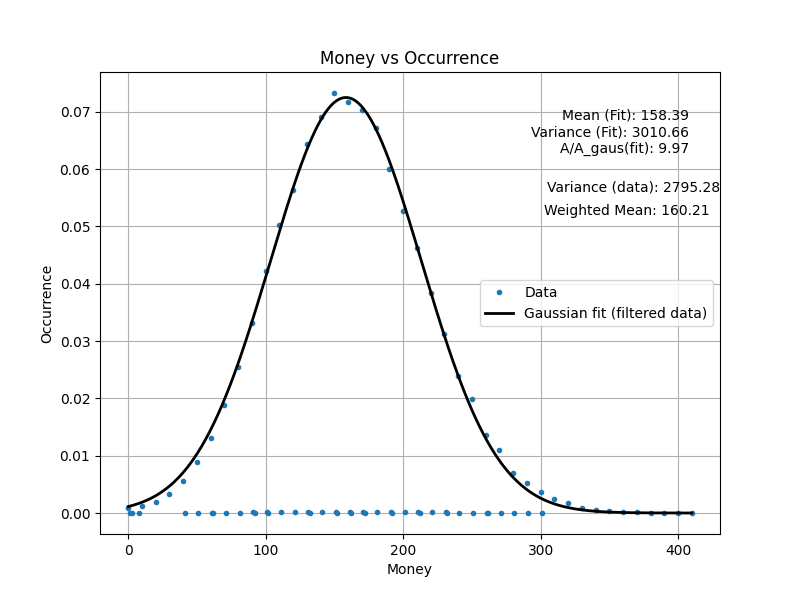 Money vs Occurrence
Mean (Fit): 158.39
Variance (Fit): 3010.66
A/A_gaus(fit): 9.97
Variance (data): 2795.28
Weighted Mean: 160.21
Data
Gaussian fit (filtered data)
Occurrence
0.07
0.06
0.05
0.04
0.03
0.02
0.01
0.00
0 100 200 300 400
Money